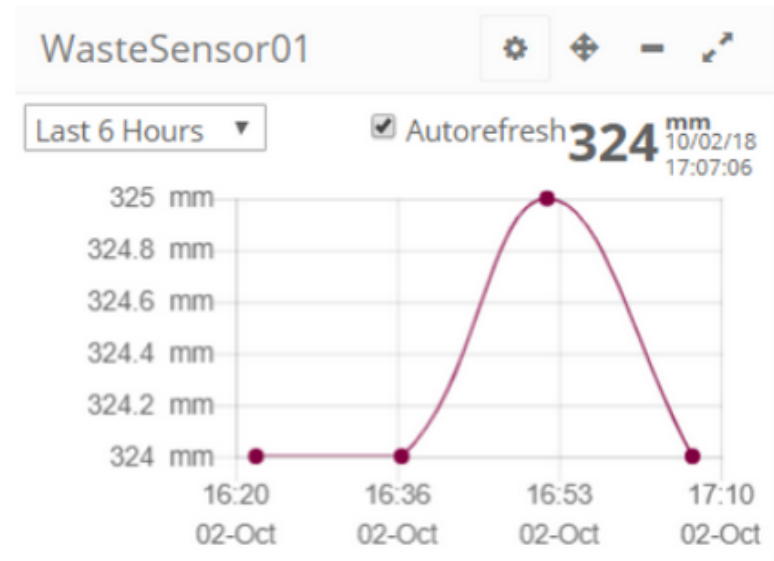 WasteSensor01
Last 6 Hours
Autorefresh
324 mm
10/02/18
17:07:06
325 mm
324.8 mm
324.6 mm
324.4 mm
324.2 mm
324 mm
16:20 16:36 16:53 17:10
02-Oct 02-Oct 02-Oct 02-Oct